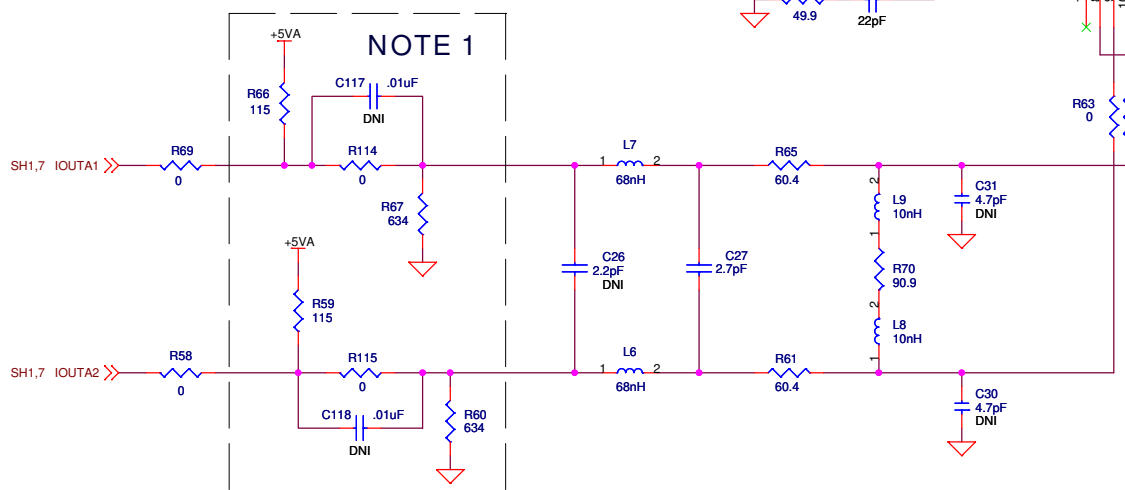 49.9
22pF
+5VA
NOTE 1
C117 .01uF
DNI
R66
115
R63
0
SH1,7 IOUTA1
R69
0
R114
0
L7
1 2
68nH
R65
60.4
R67
634
2
L9
10nH
1
C31
4.7pF
DNI
+5VA
C26
2.2pF
DNI
C27
2.7pF
R70
90.9
R59
115
2
L8
10nH
1
SH1,7 IOUTA2
R58
0
R115
0
L6
1 2
68nH
R61
60.4
C118 .01uF
DNI
R60
634
C30
4.7pF
DNI